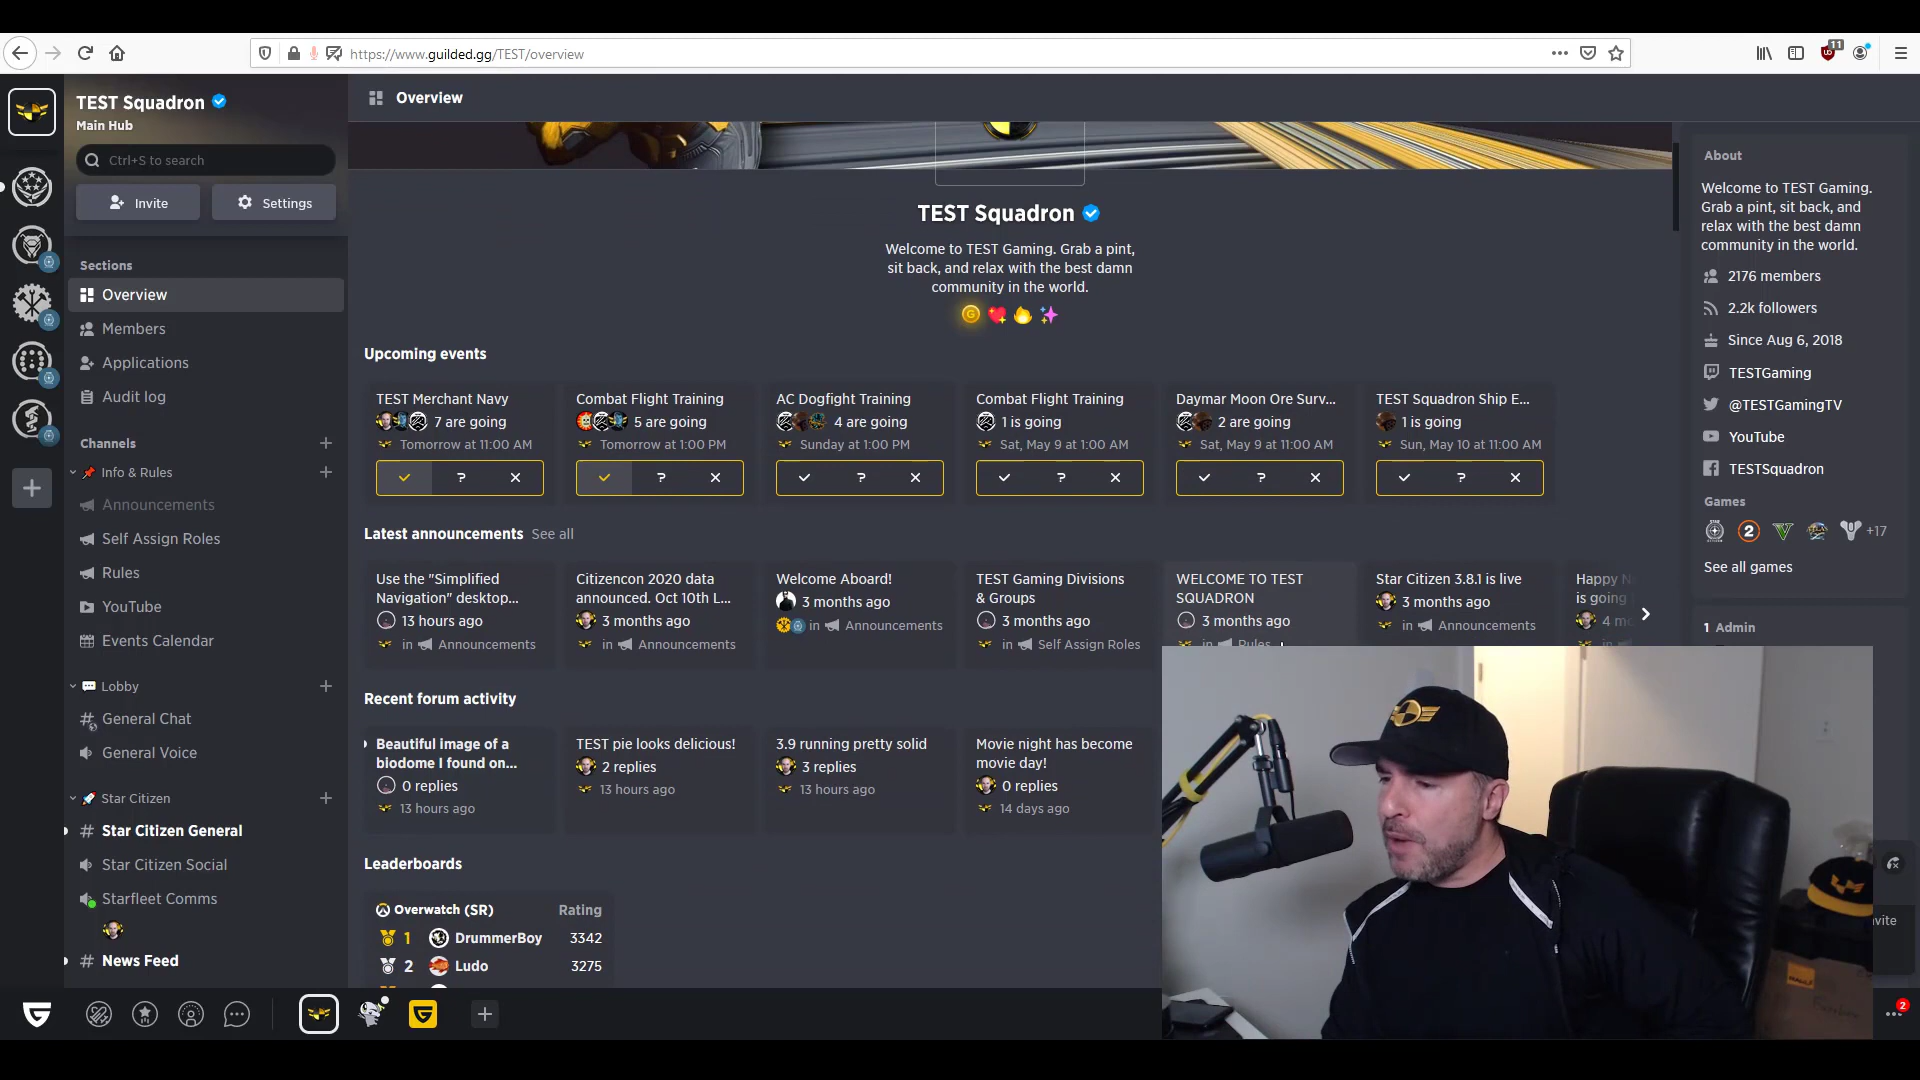 https://www.guilded.gg/TEST/overview
11
TEST Squadron
Main Hub
Ctrl+S to search
Invite
Settings
Sections
Overview
Members
Applications
Audit log
Channels
Info & Rules
Announcements
Self Assign Roles
Rules
YouTube
Events Calendar
Lobby
General Chat
General Voice
Star Citizen
Star Citizen General
Star Citizen Social
Starfleet Comms
News Feed
Overview
TEST Squadron
Welcome to TEST Gaming. Grab a pint,
sit back, and relax with the best damn
community in the world.
Upcoming events
TEST Merchant Navy
7 are going
Tomorrow at 11:00 AM
Combat Flight Training
5 are going
Tomorrow at 1:00 PM
AC Dogfight Training
4 are going
Sunday at 1:00 PM
Combat Flight Training
1 is going
Sat, May 9 at 1:00 AM
Daymar Moon Ore Surv...
2 are going
Sat, May 9 at 11:00 AM
TEST Squadron Ship E...
1 is going
Sun, May 10 at 11:00 AM
Latest announcements See all
Use the "Simplified
Navigation" desktop...
13 hours ago
in Announcements
Citizencon 2020 data
announced. Oct 10th L...
3 months ago
in Announcements
Welcome Aboard!
3 months ago
in Announcements
TEST Gaming Divisions
& Groups
3 months ago
in Self Assign Roles
WELCOME TO TEST
SQUADRON
3 months ago
in Rules
Star Citizen 3.8.1 is live
3 months ago
in Announcements
Happy N
is going
4 mo
in
Recent forum activity
Beautiful image of a
biodome I found on...
0 replies
13 hours ago
TEST pie looks delicious!
2 replies
13 hours ago
3.9 running pretty solid
3 replies
13 hours ago
Movie night has become
movie day!
0 replies
14 days ago
Leaderboards
Overwatch (SR) Rating
1 DrummerBoy 3342
2 Ludo 3275
About
Welcome to TEST Gaming.
Grab a pint, sit back, and
relax with the best damn
community in the world.
2176 members
2.2k followers
Since Aug 6, 2018
TESTGaming
@TESTGamingTV
YouTube
TESTSquadron
Games
+17
See all games
1 Admin
nvite
2